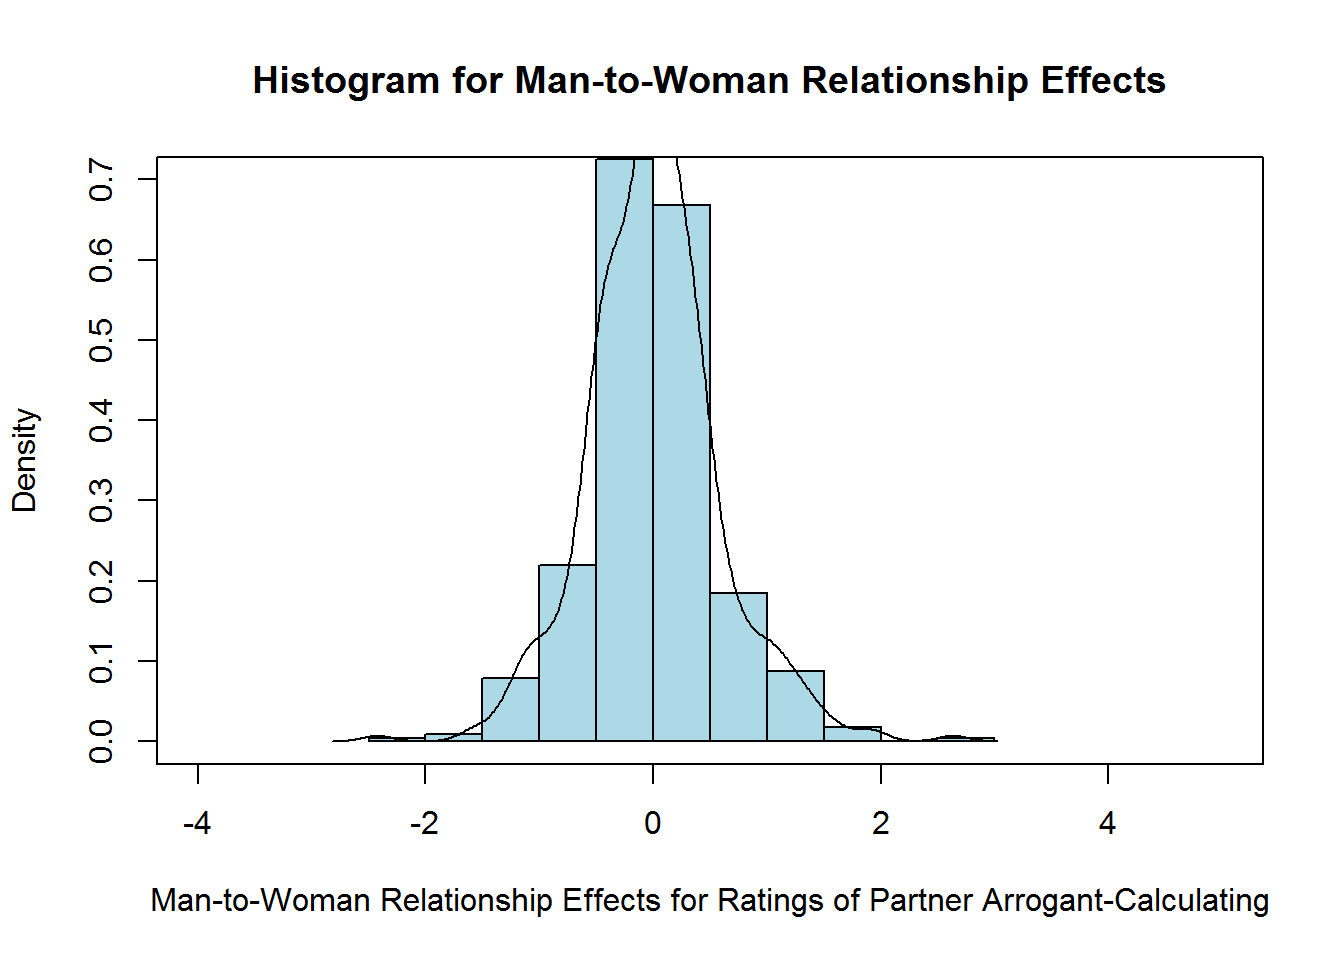 Histogram for Man-to-Woman Relationship Effects
Density
0.7
0.6
0.5
0.4
0.3
0.2
0.1
0.0
-4 -2 0 2 4
Man-to-Woman Relationship Effects for Ratings of Partner Arrogant-Calculating